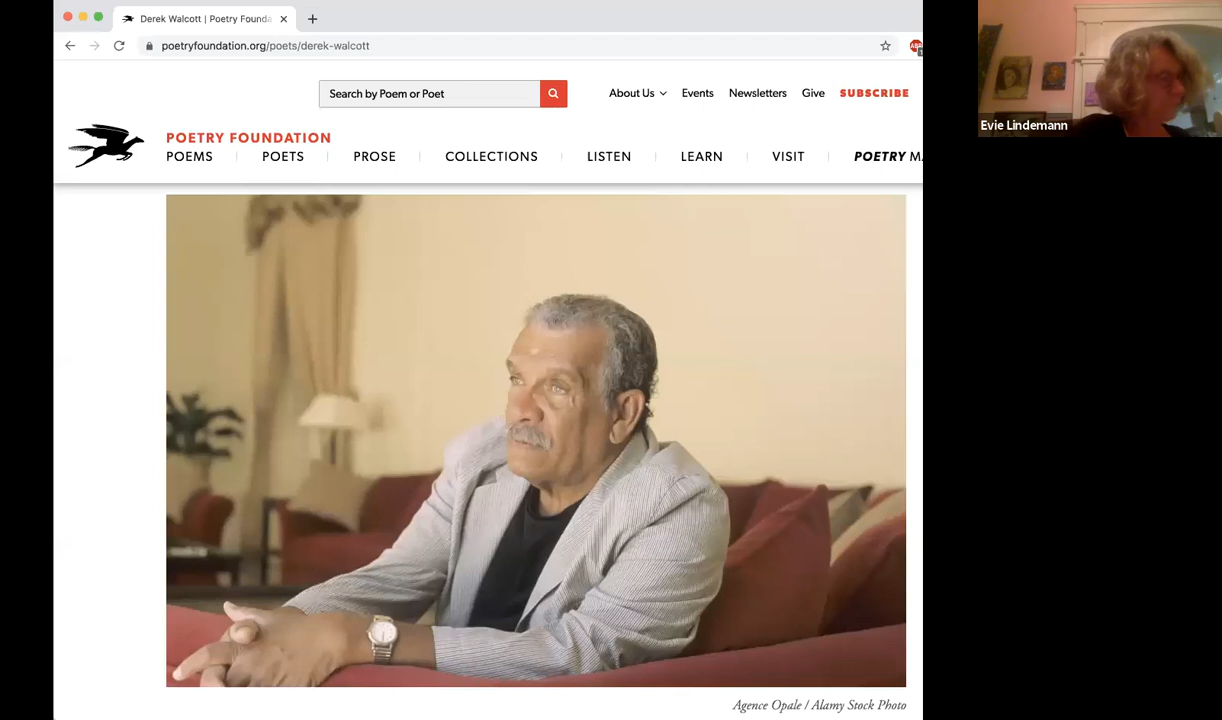 Derek Walcott | Poetry Founda
poetryfoundation.org/poets/derek-walcott
Search by Poem or Poet
About Us Events Newsletters Give SUBSCRIBE
POETRY FOUNDATION
POEMS POETS PROSE COLLECTIONS LISTEN LEARN VISIT POETRY MA
Agence Opale / Alamy Stock Photo
Evie Lindemann